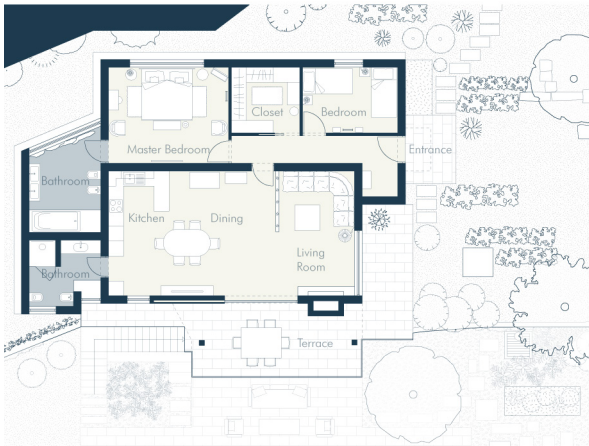 Closet
Bedroom
Master Bedroom
Entrance
Bathroom
Kitchen
Dining
Living
Room
Bathroom
Terrace